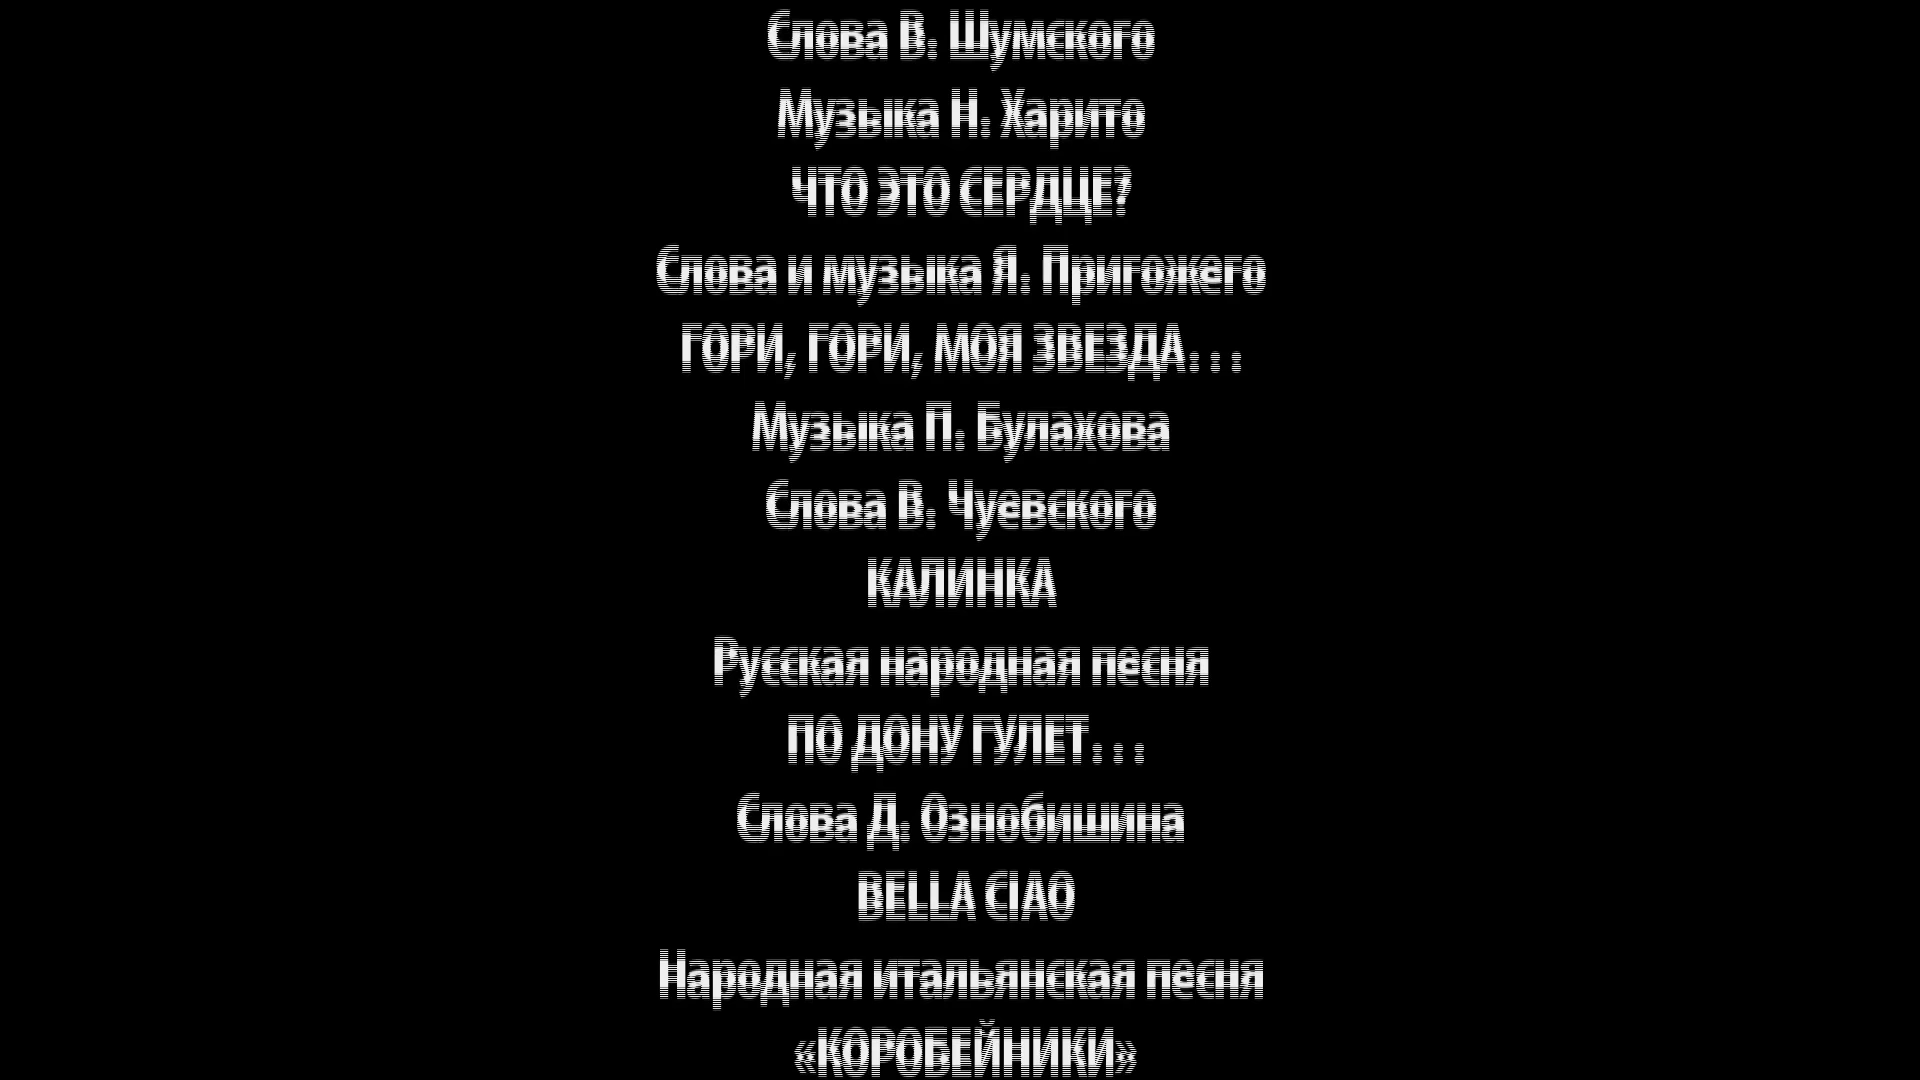 Слова В. Шумского
Музыка Н. Харито
ЧТО ЭТО СЕРДЦЕ?
Слова и музыка Я. Пригожего
ГОРИ, ГОРИ, МОЯ ЗВЕЗДА...
Музыка П. Булахова
Слова В. Чуевского
КАЛИНКА
Русская народная песня
ПО ДОНУ ГУЛЕТ...
Слова Д. Ознобишина
BELLA CIAO
Народная итальянская песня
«КОРОБЕЙНИКИ»